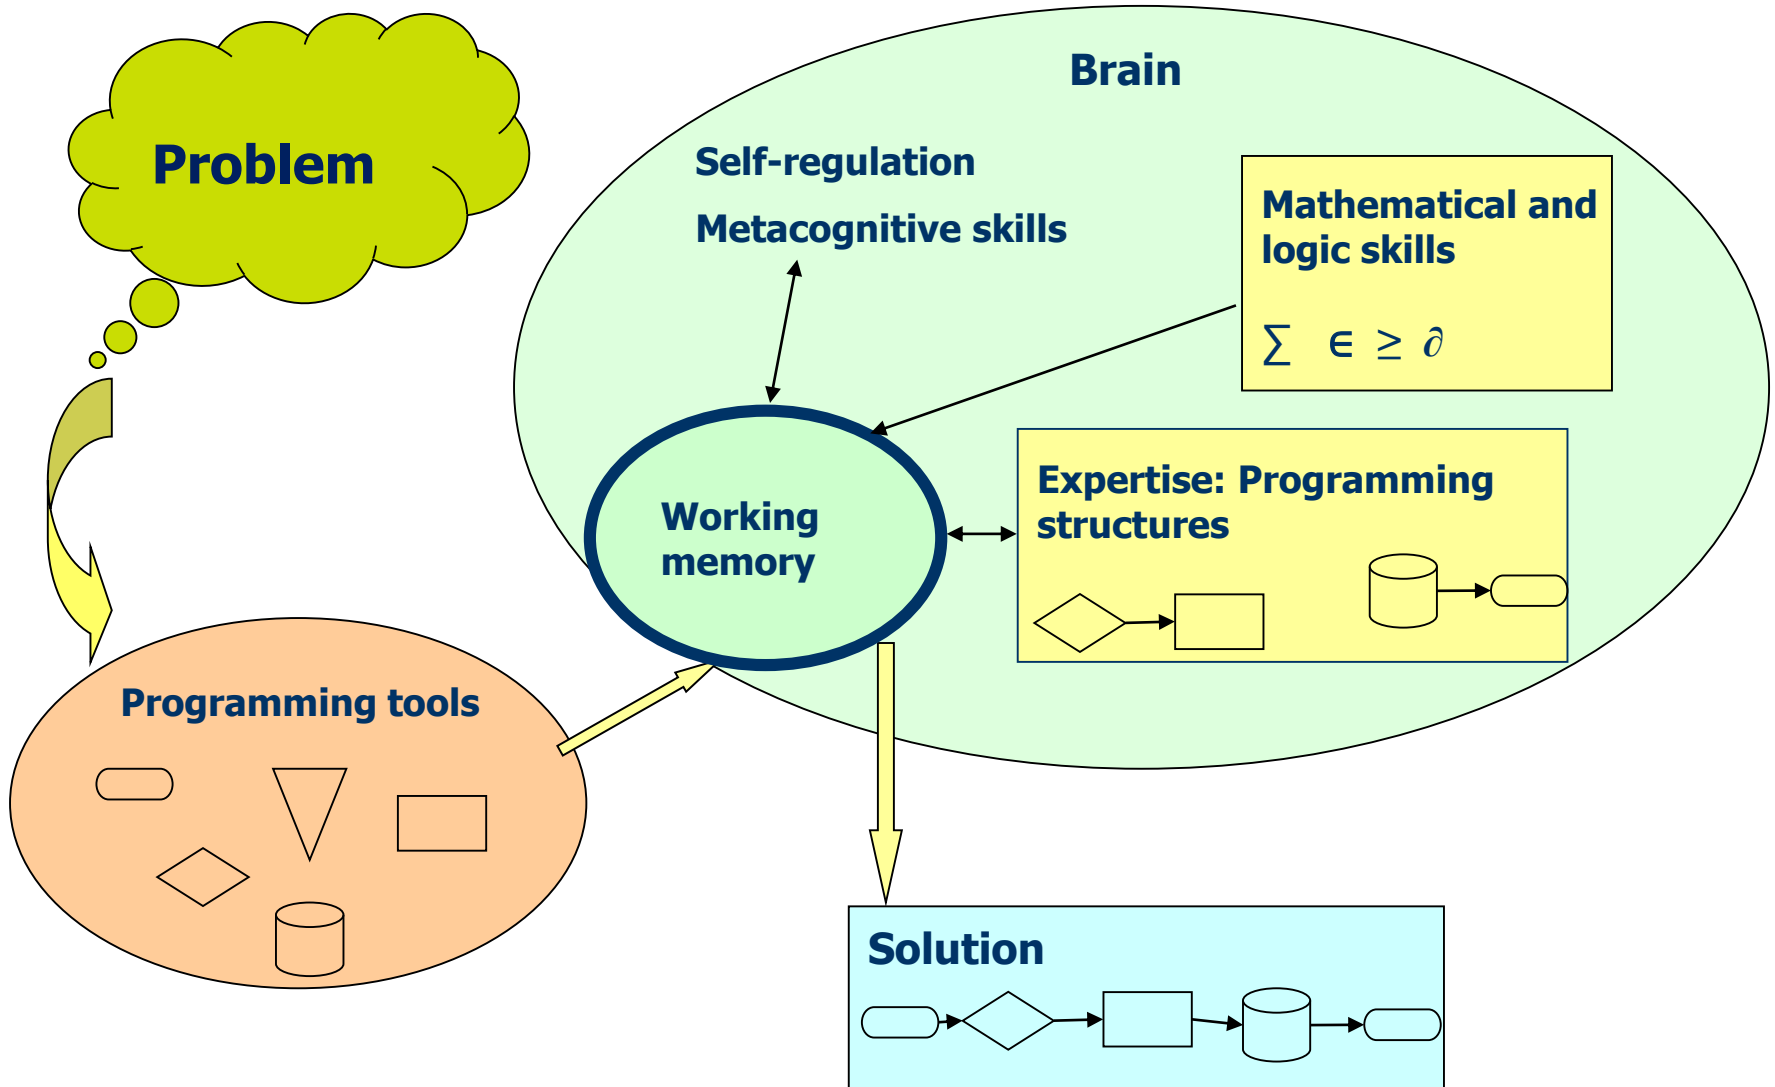 Problem
Brain
Self-regulation
Metacognitive skills
Mathematical and
logic skills
∑ ∈ ≥ ∂
Working
memory
Expertise: Programming
structures
Programming tools
Solution